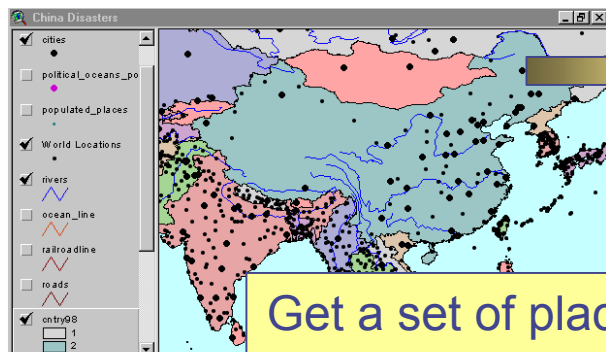 China Disasters
cities
political_oceans_po
populated_places
World Locations
rivers
ocean_line
railroadline
roads
cntry98
1
2
Get a set of plac